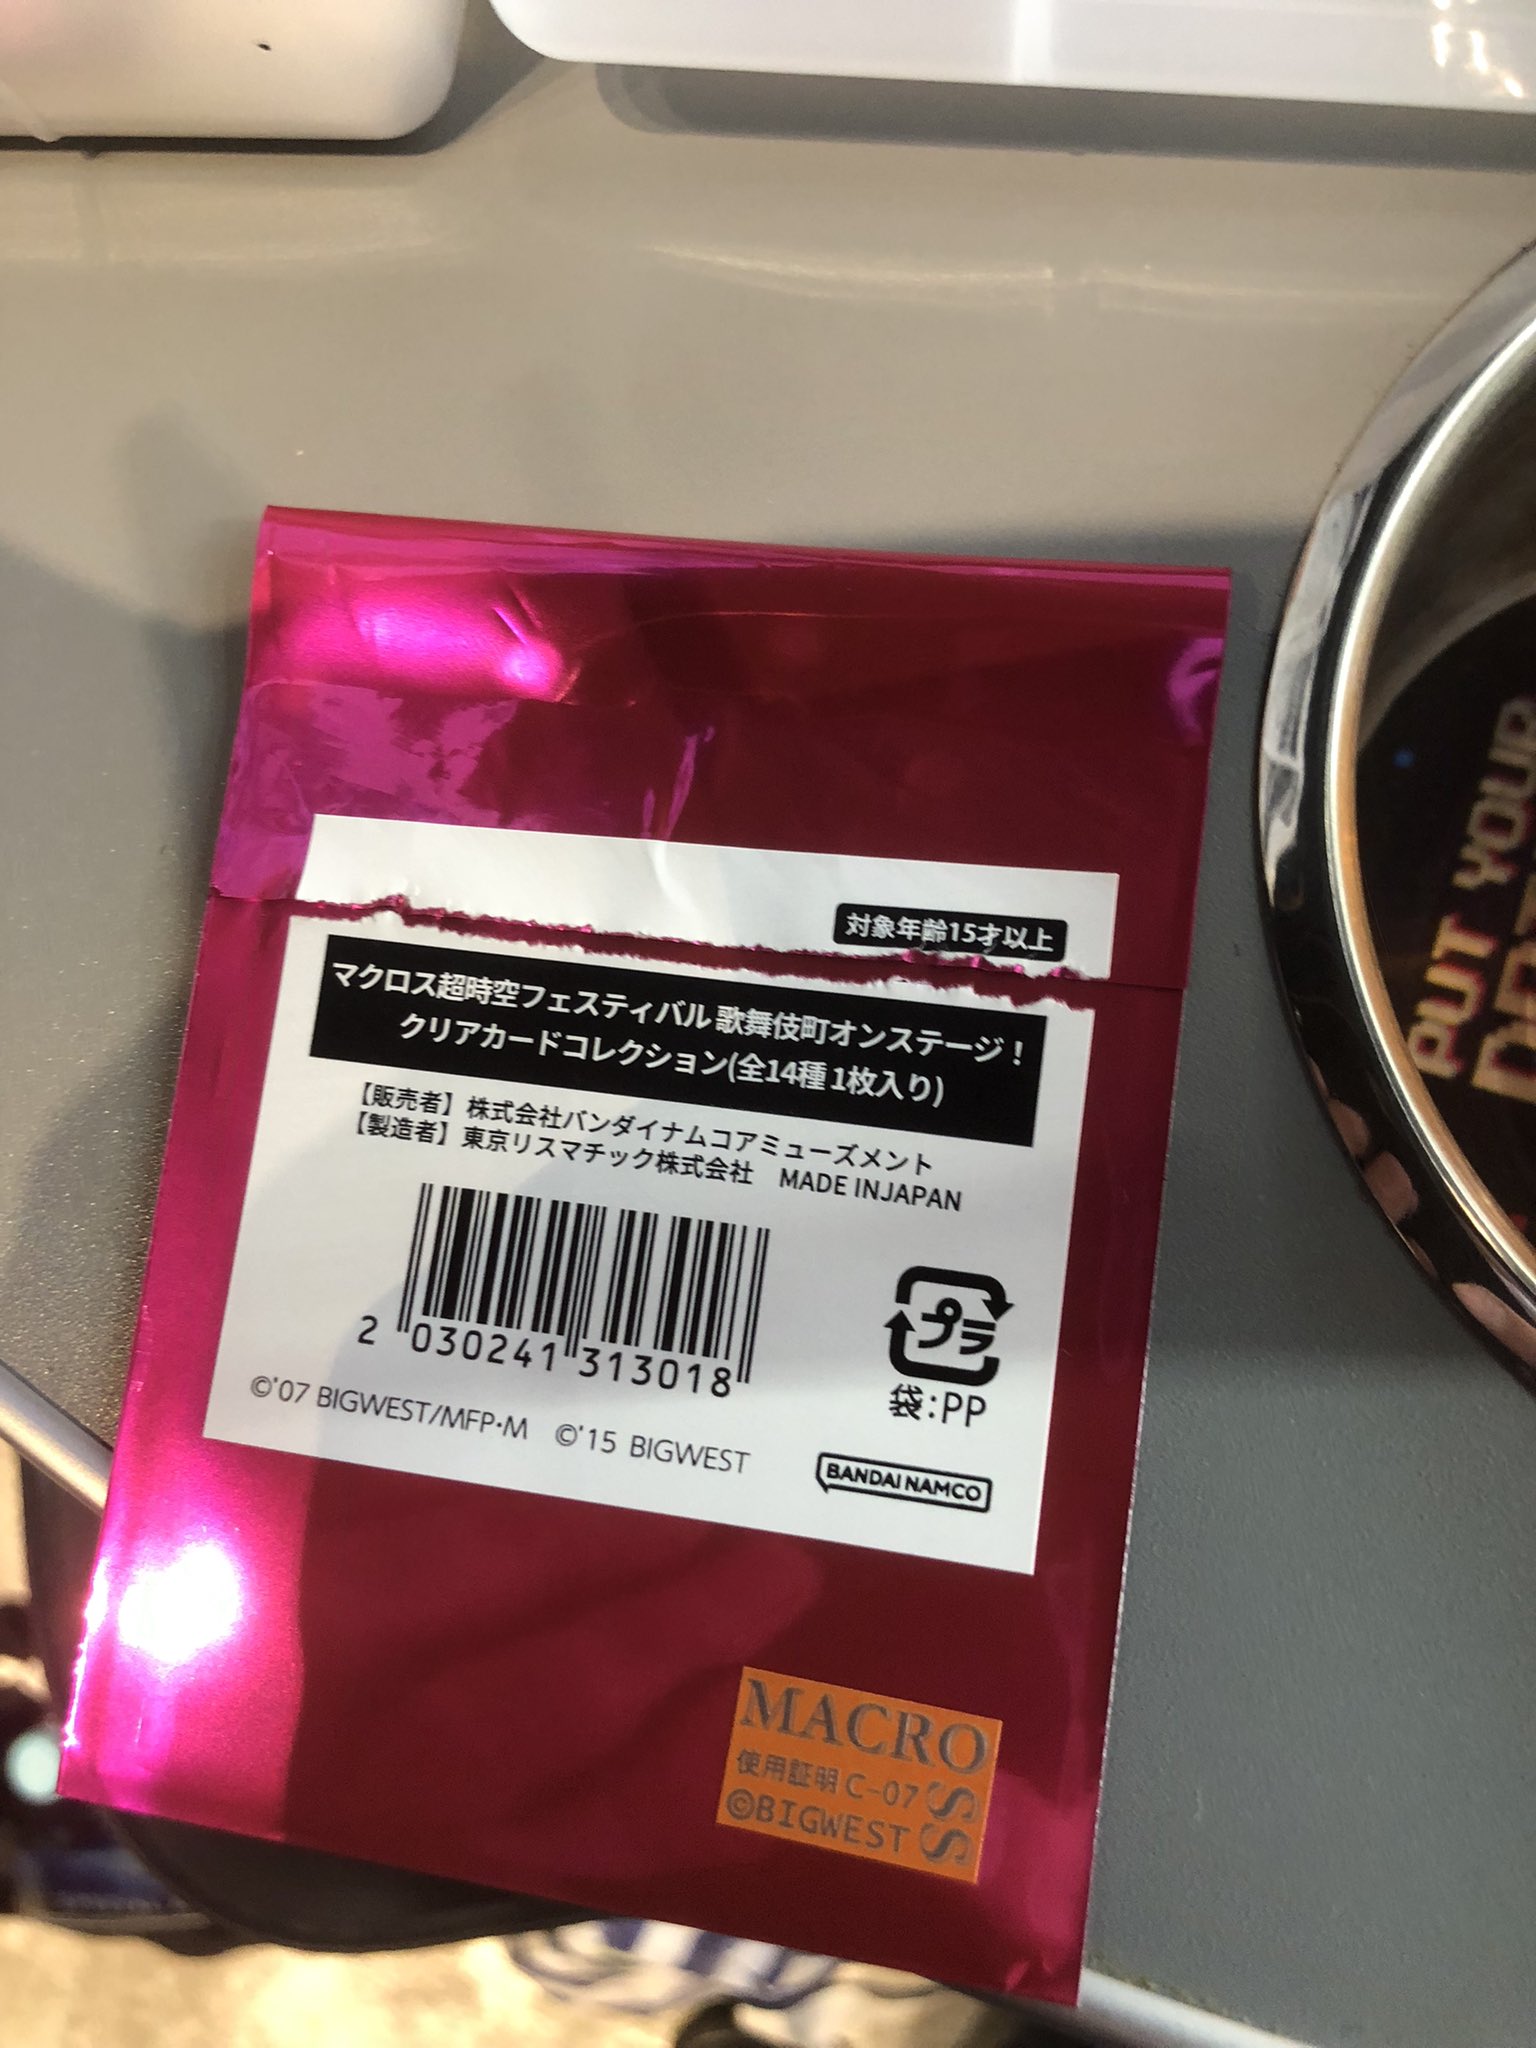 対象年齢15才以上
マクロス超時空フェスティバル 歌舞伎町オンステージ！
クリアカードコレクション(全14種 1枚入り)
【販売者】株式会社バンダイナムコアミューズメント
【製造者】東京リスマチック株式会社　MADE INJAPAN
2 030241 313018
プラ
袋:PP
©'07 BIGWEST/MFP・M ©'15 BIGWEST
BANDAI NAMCO
MACROSS
使用証明 C-07
©BIGWEST
PUT YOUR